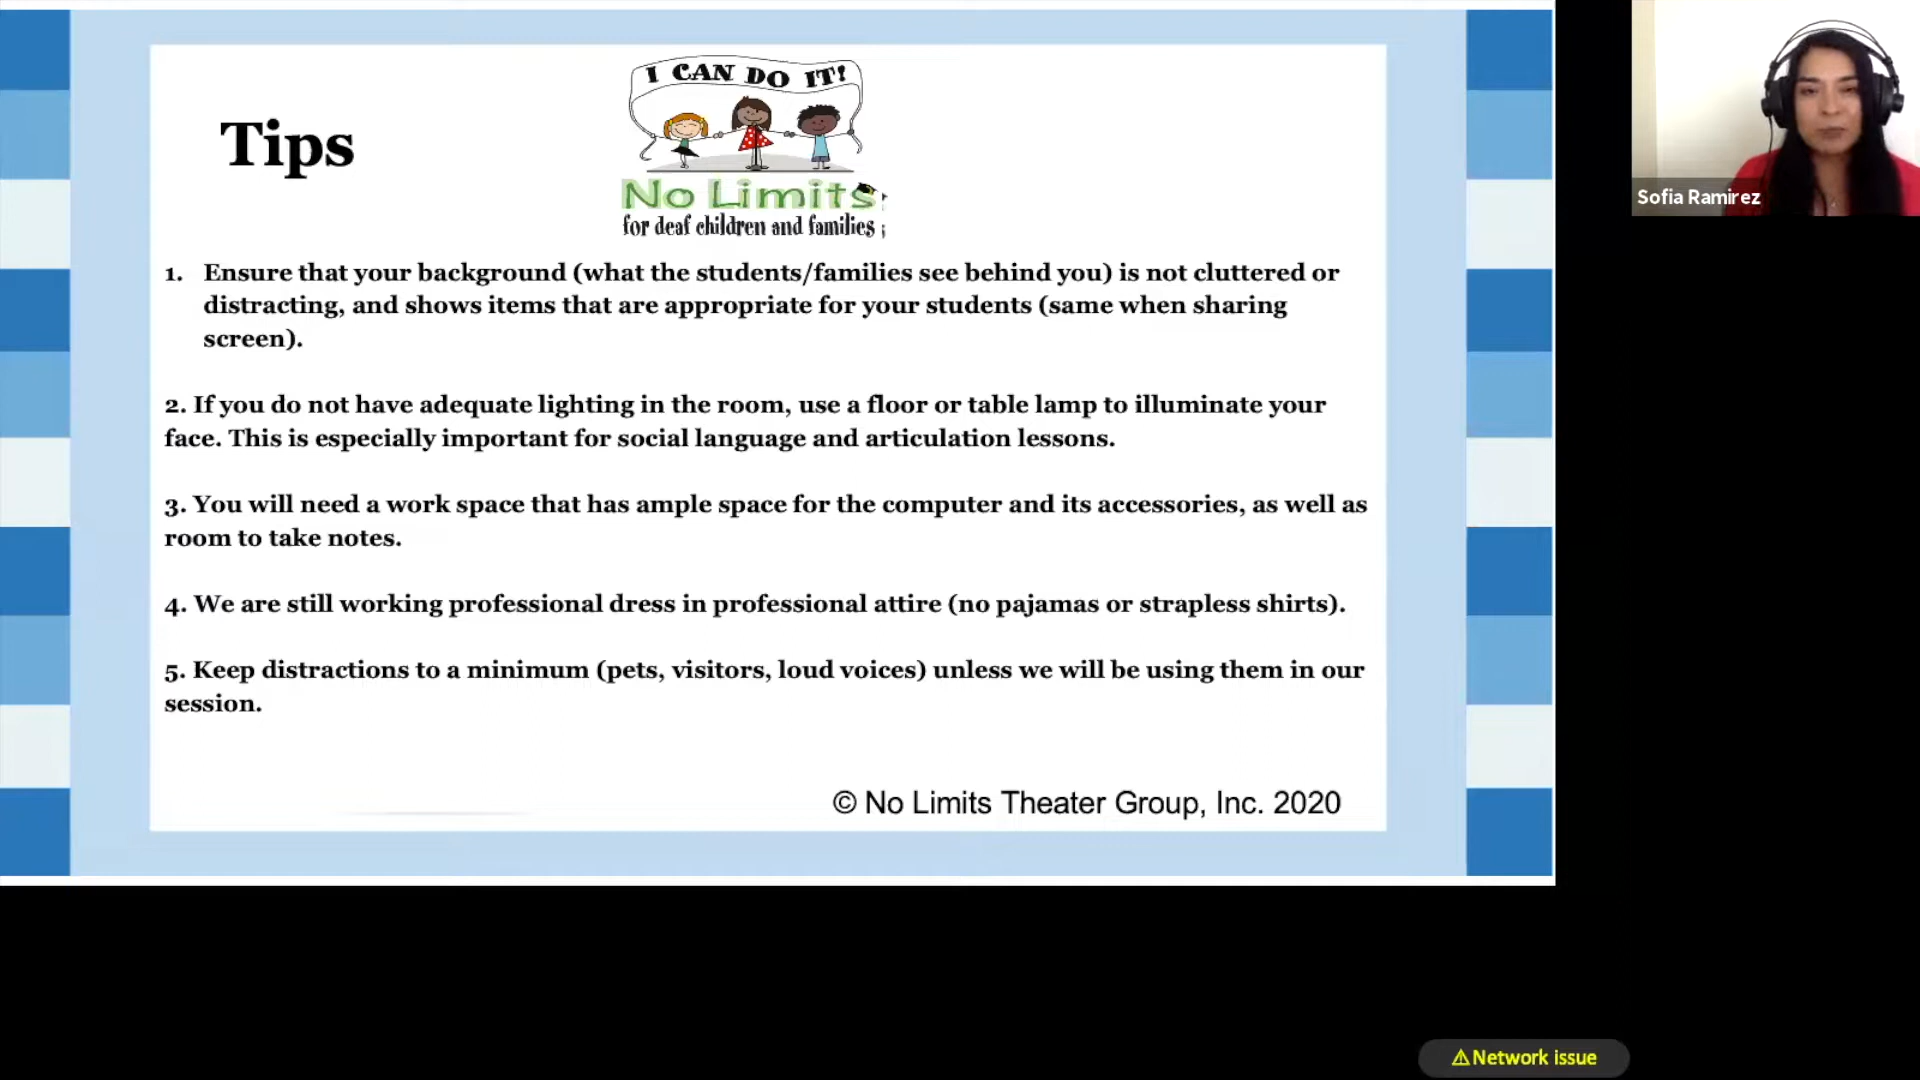 I CAN DO IT!
No Limits
for deaf children and families
Tips
1. Ensure that your background (what the students/families see behind you) is not cluttered or
distracting, and shows items that are appropriate for your students (same when sharing
screen).
2. If you do not have adequate lighting in the room, use a floor or table lamp to illuminate your
face. This is especially important for social language and articulation lessons.
3. You will need a work space that has ample space for the computer and its accessories, as well as
room to take notes.
4. We are still working professional dress in professional attire (no pajamas or strapless shirts).
5. Keep distractions to a minimum (pets, visitors, loud voices) unless we will be using them in our
session.
© No Limits Theater Group, Inc. 2020
Sofia Ramirez
Network issue